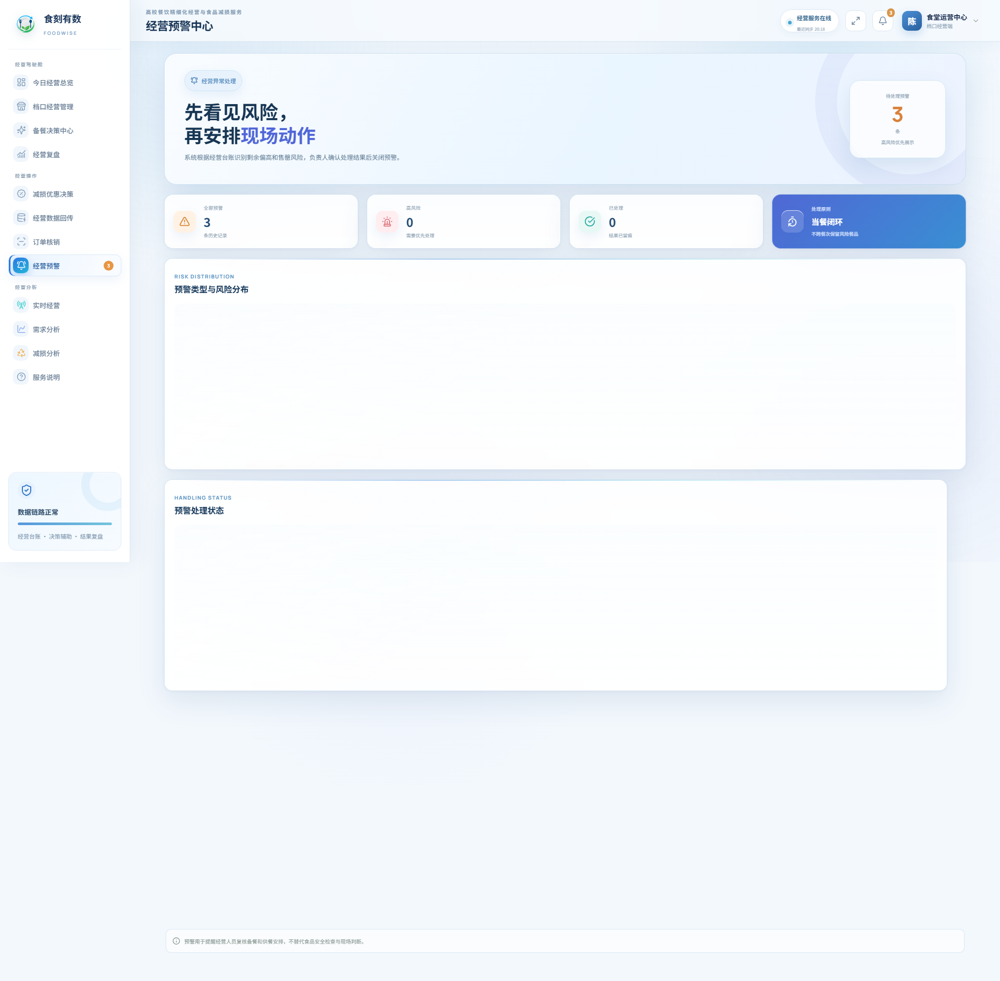 食刻有数
FOODWISE
经营驾驶舱
今日经营总览
档口经营管理
备餐决策中心
经营复盘
经营操作
减损优惠决策
经营数据回传
订单核销
经营预警
3
经营分析
实时经营
需求分析
减损分析
服务说明
数据链路正常
经营台账 · 决策辅助 · 结果复盘
高校餐饮精细化经营与食品减损服务
经营预警中心
经营服务在线
最近同步 20:18
3
陈
食堂运营中心
档口经营端
经营异常处理
先看见风险，
再安排现场动作
系统根据经营台账识别剩余偏高和售罄风险，负责人确认处理结果后关闭预警。
待处理预警
3
条
高风险优先展示
全部预警
3
条历史记录
高风险
0
需要优先处理
已处理
0
结果已留痕
处理原则
当餐闭环
不跨餐次保留风险餐品
RISK DISTRIBUTION
预警类型与风险分布
HANDLING STATUS
预警处理状态
预警用于提醒经营人员复核备餐和供餐安排，不替代食品安全检查与现场判断。